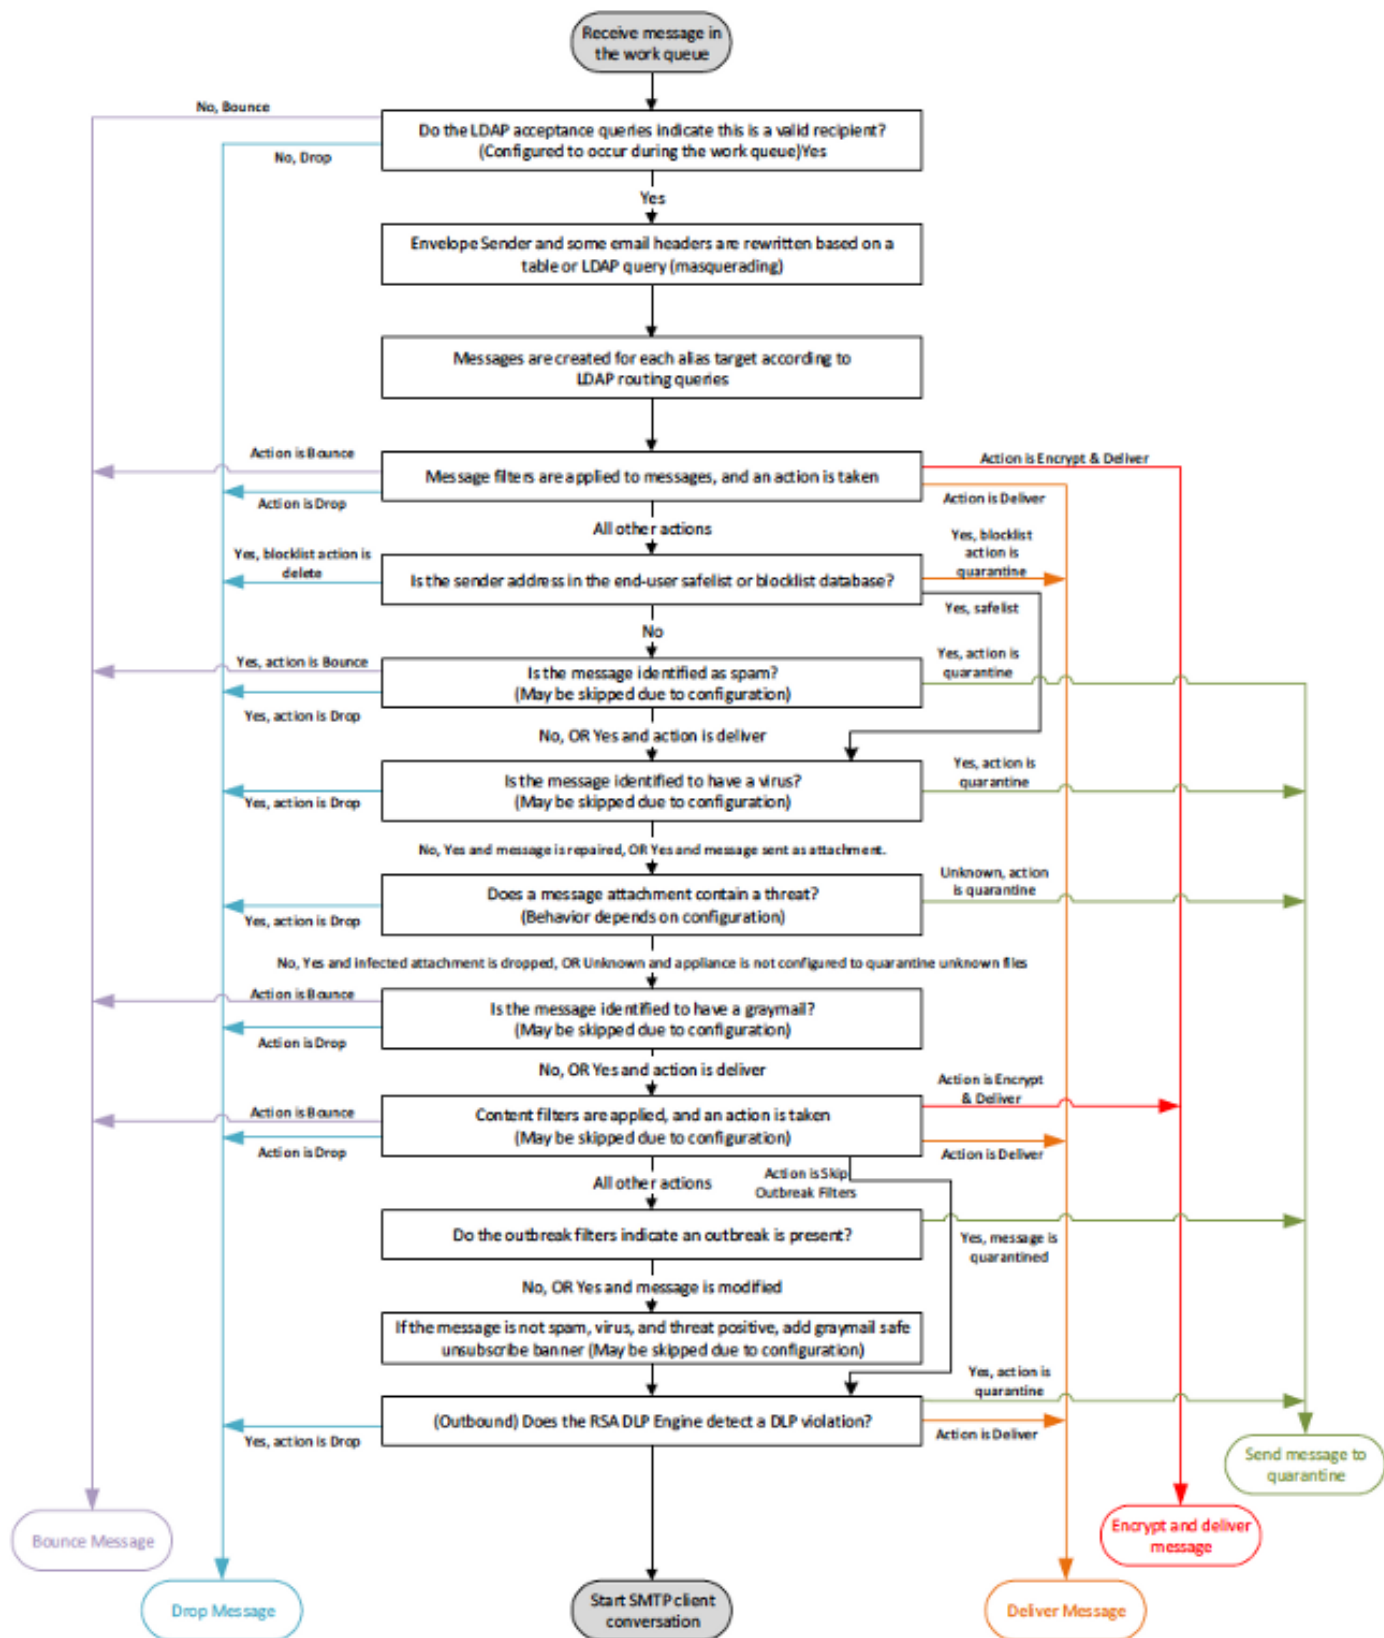 Receive message in
the work queue
No, Bounce
Do the LDAP acceptance queries indicate this is a valid recipient?
(Configured to occur during the work queue)Yes
No, Drop
Yes
Envelope Sender and some email headers are rewritten based on a
table or LDAP query (masquerading)
Messages are created for each alias target according to
LDAP routing queries
Action is Bounce
Action is Encrypt & Deliver
Message filters are applied to messages, and an action is taken
Action is Drop
Action is Deliver
All other actions
Yes, blocklist action is
delete
Yes, blocklist
action is
quarantine
Is the sender address in the end-user safelist or blocklist database?
Yes, safelist
No
Yes, action is Bounce
Yes, action is
quarantine
Is the message identified as spam?
(May be skipped due to configuration)
Yes, action is Drop
No, OR Yes and action is deliver
Yes, action is
quarantine
Is the message identified to have a virus?
(May be skipped due to configuration)
Yes, action is Drop
No, Yes and message is repaired, OR Yes and message sent as attachment.
Unknown, action
is quarantine
Does a message attachment contain a threat?
(Behavior depends on configuration)
Yes, action is Drop
No, Yes and infected attachment is dropped, OR Unknown and appliance is not configured to quarantine unknown files
Action is Bounce
Is the message identified to have a graymail?
(May be skipped due to configuration)
Action is Drop
No, OR Yes and action is deliver
Action is Encrypt
& Deliver
Action is Bounce
Content filters are applied, and an action is taken
(May be skipped due to configuration)
Action is Drop
Action is Deliver
All other actions
Action is Skip
Outbreak Filters
Do the outbreak filters indicate an outbreak is present?
Yes, message is
quarantined
No, OR Yes and message is modified
If the message is not spam, virus, and threat positive, add graymail safe
unsubscribe banner (May be skipped due to configuration)
Yes, action is
quarantine
(Outbound) Does the RSA DLP Engine detect a DLP violation?
Yes, action is Drop
Action is Deliver
Send message to
quarantine
Bounce Message
Encrypt and deliver
message
Drop Message
Start SMTP client
conversation
Deliver Message